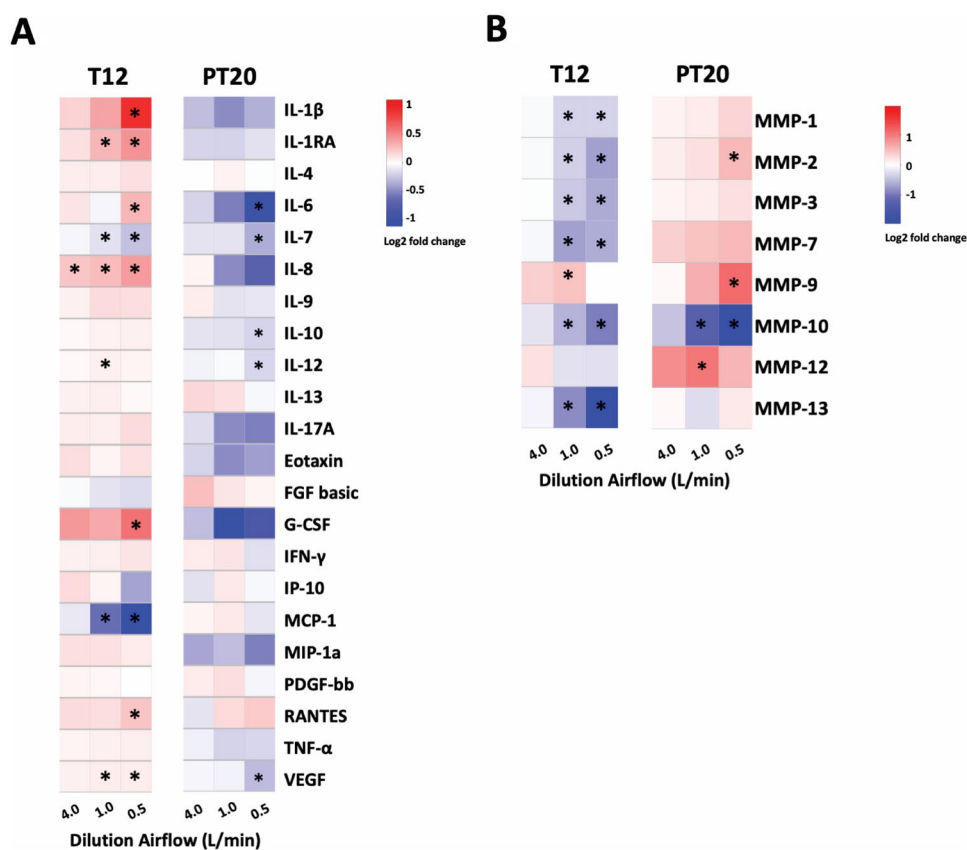 A
T12 PT20
IL-1β
*
IL-1RA
* *
IL-4
IL-6
* *
IL-7
* * *
IL-8
* * *
IL-9
IL-10
*
IL-12
* *
IL-13
IL-17A
Eotaxin
FGF basic
G-CSF
*
IFN-γ
IP-10
MCP-1
* *
MIP-1a
PDGF-bb
RANTES
*
TNF-α
VEGF
* * *
4.0 1.0 0.5 4.0 1.0 0.5
Dilution Airflow (L/min)
1
0.5
0
-0.5
-1
Log2 fold change
B
T12 PT20
MMP-1
* *
MMP-2
* * *
MMP-3
* *
MMP-7
* *
MMP-9
* *
MMP-10
* * * *
MMP-12
*
MMP-13
* *
4.0 1.0 0.5 4.0 1.0 0.5
Dilution Airflow (L/min)
1
0
-1
Log2 fold change